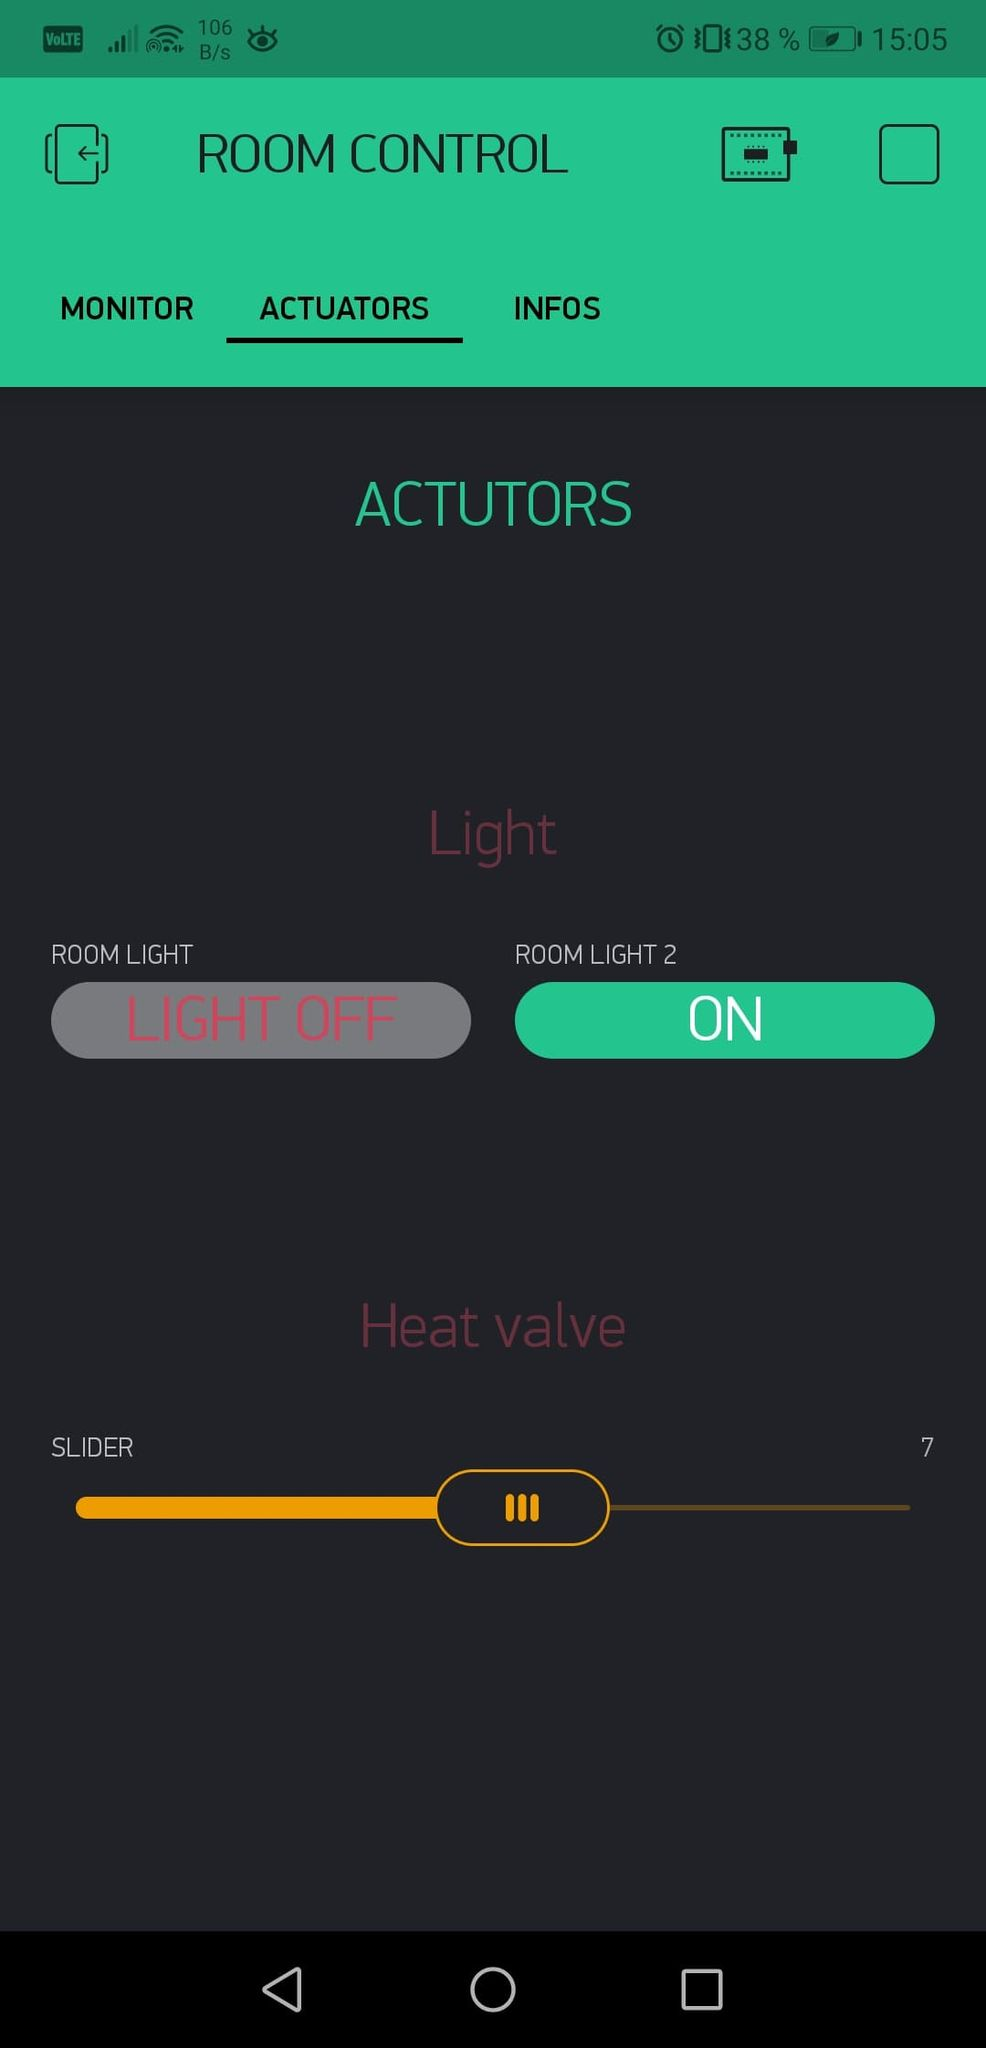 VoLTE 106 B/s 38 % 15:05
ROOM CONTROL
MONITOR ACTUATORS INFOS
ACTUTORS
Light
ROOM LIGHT ROOM LIGHT 2
LIGHT OFF ON
Heat valve
SLIDER 7